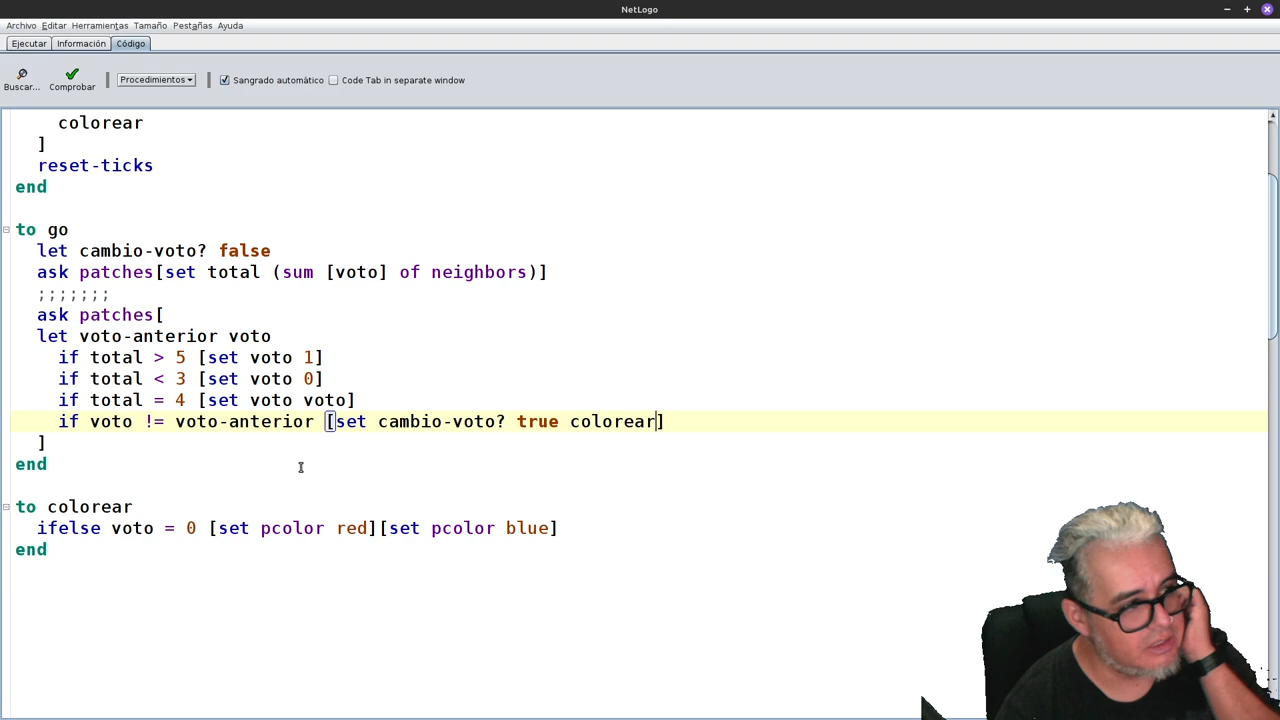 NetLogo
Archivo Editar Herramientas Tamaño Pestañas Ayuda
Ejecutar Información Código
Buscar... Comprobar Procedimientos Sangrado automático Code Tab in separate window
colorear
]
reset-ticks
end
to go
let cambio-voto? false
ask patches[set total (sum [voto] of neighbors)]
;;;;;;;
ask patches[
let voto-anterior voto
if total > 5 [set voto 1]
if total < 3 [set voto 0]
if total = 4 [set voto voto]
if voto != voto-anterior [set cambio-voto? true colorear]
]
end
to colorear
ifelse voto = 0 [set pcolor red][set pcolor blue]
end